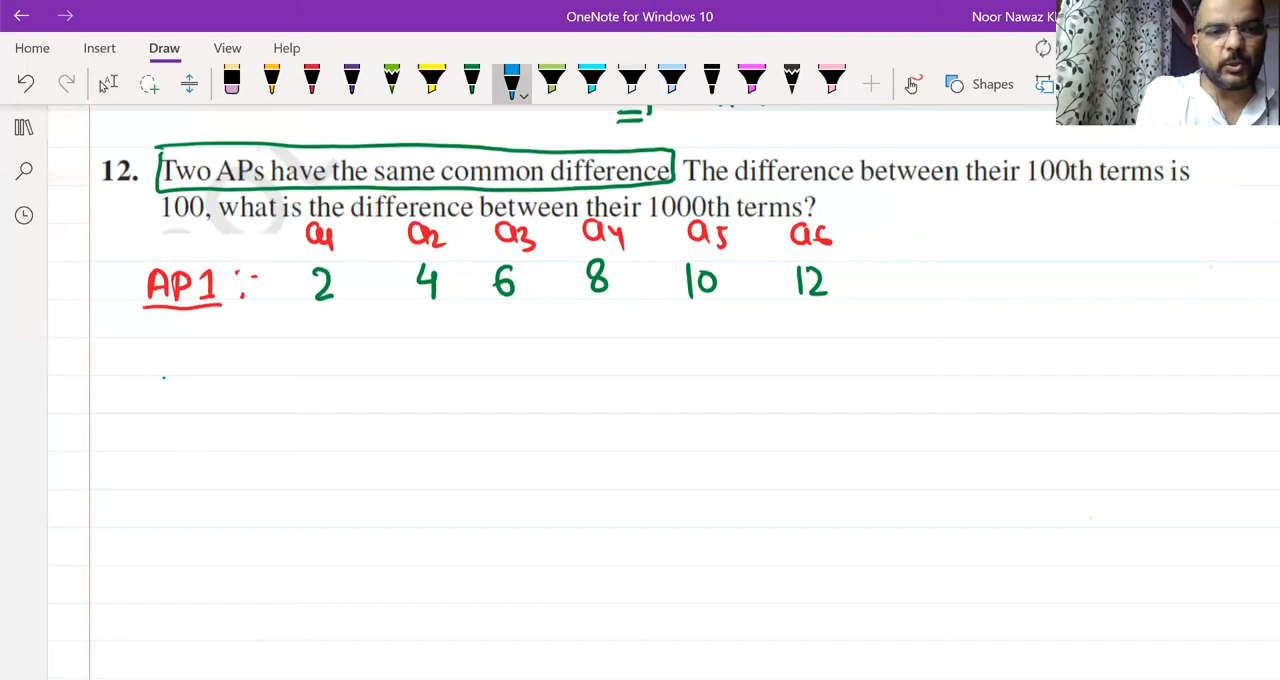 OneNote for Windows 10
Noor Nawaz K
Home Insert Draw View Help
Shapes
12. Two APs have the same common difference. The difference between their 100th terms is
100, what is the difference between their 1000th terms?
a1 a2 a3 a4 a5 a6
AP1 :- 2 4 6 8 10 12